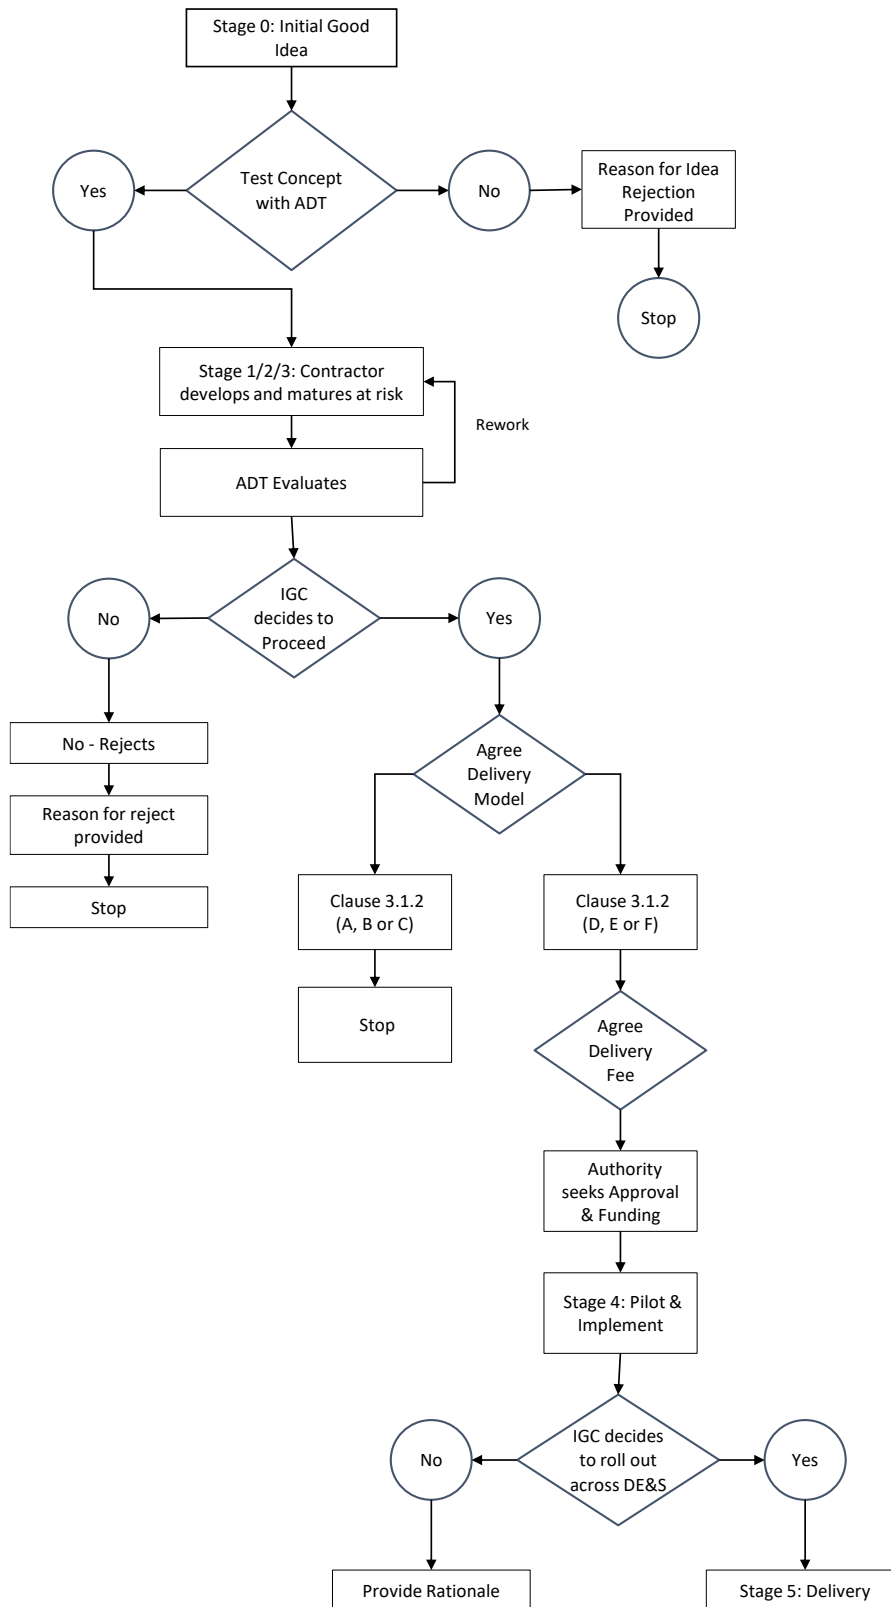 Stage 0: Initial Good
Idea
Yes
Test Concept
with ADT
No
Reason for Idea
Rejection
Provided
Stop
Stage 1/2/3: Contractor
develops and matures at risk
Rework
ADT Evaluates
No
IGC
decides to
Proceed
Yes
No - Rejects
Agree
Delivery
Model
Reason for reject
provided
Stop
Clause 3.1.2
(A, B or C)
Clause 3.1.2
(D, E or F)
Stop
Agree
Delivery
Fee
Authority
seeks Approval
& Funding
Stage 4: Pilot &
Implement
No
IGC decides
to roll out
across DE&S
Yes
Provide Rationale
Stage 5: Delivery